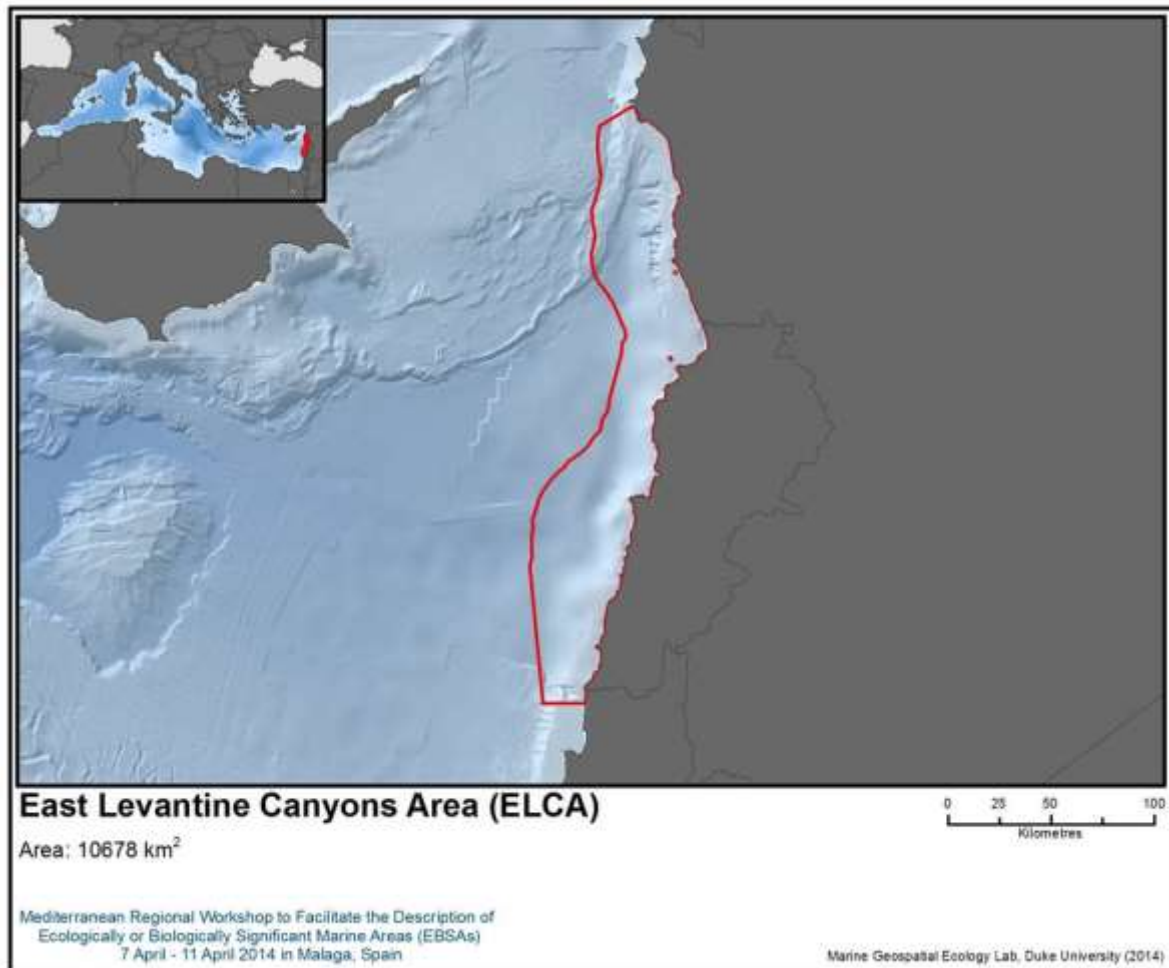 East Levantine Canyons Area (ELCA)
Area: 10678 km²
0 25 50 100
Kilometres
Mediterranean Regional Workshop to Facilitate the Description of
Ecologically or Biologically Significant Marine Areas (EBSAs)
7 April - 11 April 2014 in Malaga, Spain
Marine Geospatial Ecology Lab, Duke University (2014)